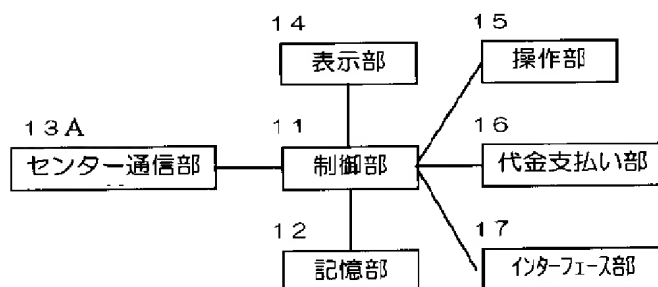 14
表示部
15
操作部
13A
センター通信部
11
制御部
16
代金支払い部
12
記憶部
17
インターフェース部